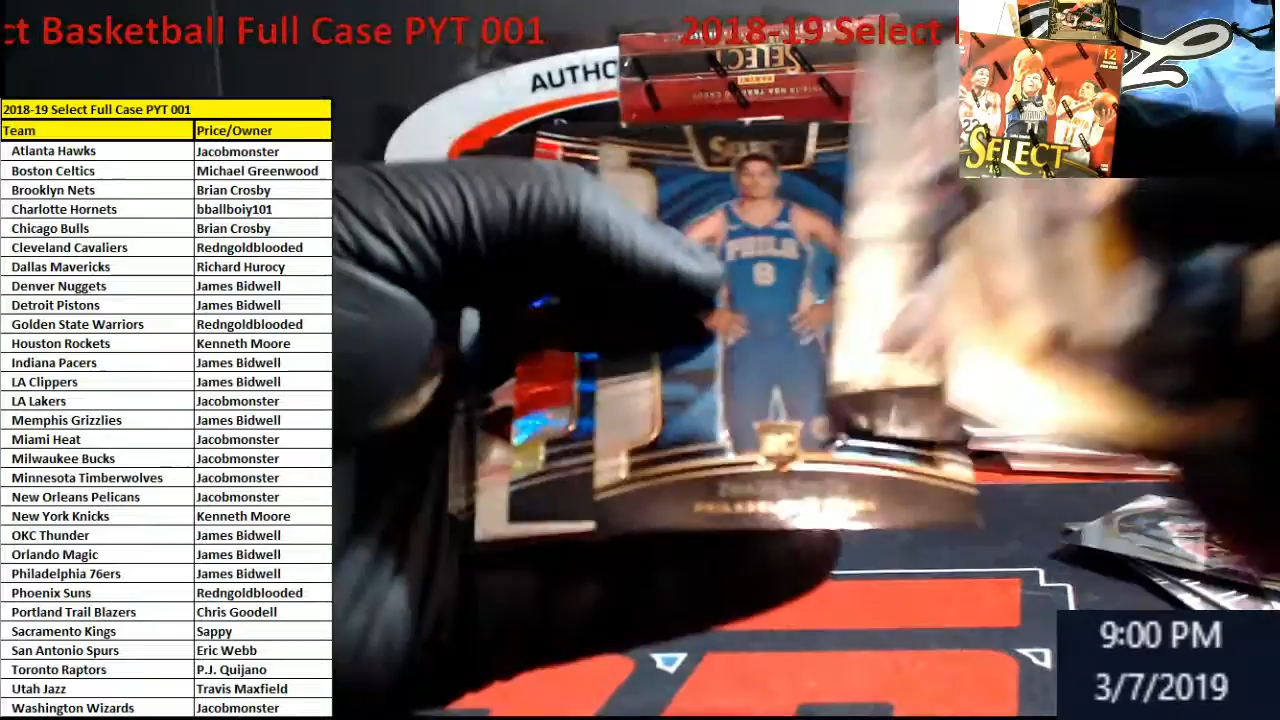 ct Basketball Full Case PYT 001 2018-19 Select
AUTHO
SELECT
PANINI
12
SELECT
2018-19 Select Full Case PYT 001
Team Price/Owner
Atlanta Hawks Jacobmonster
Boston Celtics Michael Greenwood
Brooklyn Nets Brian Crosby
Charlotte Hornets bballboiy101
Chicago Bulls Brian Crosby
Cleveland Cavaliers Redngoldblooded
Dallas Mavericks Richard Hurocy
Denver Nuggets James Bidwell
Detroit Pistons James Bidwell
Golden State Warriors Redngoldblooded
Houston Rockets Kenneth Moore
Indiana Pacers James Bidwell
LA Clippers James Bidwell
LA Lakers Jacobmonster
Memphis Grizzlies James Bidwell
Miami Heat Jacobmonster
Milwaukee Bucks Jacobmonster
Minnesota Timberwolves Jacobmonster
New Orleans Pelicans Jacobmonster
New York Knicks Kenneth Moore
OKC Thunder James Bidwell
Orlando Magic James Bidwell
Philadelphia 76ers James Bidwell
Phoenix Suns Redngoldblooded
Portland Trail Blazers Chris Goodell
Sacramento Kings Sappy
San Antonio Spurs Eric Webb
Toronto Raptors P.J. Quijano
Utah Jazz Travis Maxfield
Washington Wizards Jacobmonster
PHILA
8
9:00 PM
3/7/2019